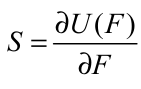 S = ∂U(F) / ∂F